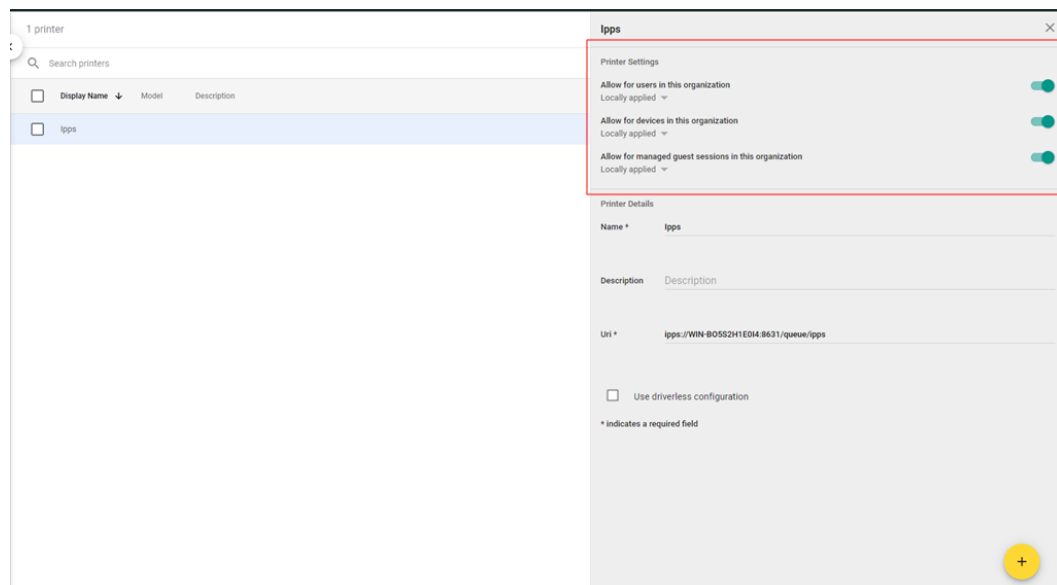 1 printer
Search printers
Display Name Model Description
Ipps
Ipps
Printer Settings
Allow for users in this organization
Locally applied
Allow for devices in this organization
Locally applied
Allow for managed guest sessions in this organization
Locally applied
Printer Details
Name * Ipps
Description Description
Uri * ipps://WIN-BO5S2H1E0I4:8631/queue/ipps
Use driverless configuration
* indicates a required field